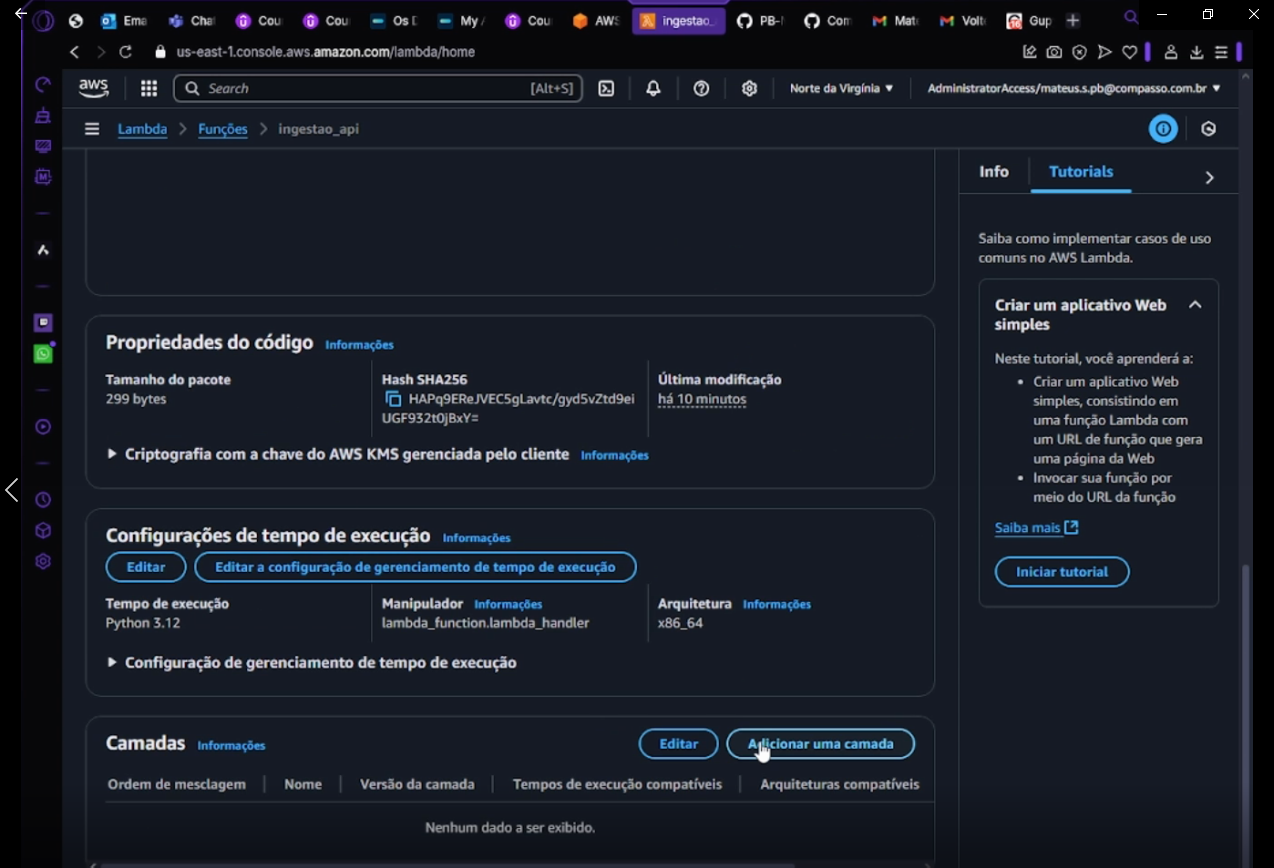 Ema
Chat
Cou
Cou
Os D
My A
Cou
AWS
ingestao_
PB-
Com
Mat
Volt
Gup
us-east-1.console.aws.amazon.com/lambda/home
aws
Search
[Alt+S]
Norte da Virgínia
AdministratorAccess/mateus.s.pb@compasso.com.br
Lambda
Funções
ingestao_api
Info
Tutorials
Saiba como implementar casos de uso
comuns no AWS Lambda.
Criar um aplicativo Web
simples
Neste tutorial, você aprenderá a:
• Criar um aplicativo Web
simples, consistindo em
uma função Lambda com
um URL de função que gera
uma página da Web
• Invocar sua função por
meio do URL da função
Saiba mais
Iniciar tutorial
Propriedades do código Informações
Tamanho do pacote
299 bytes
Hash SHA256
HAPq9EReJVEC5gLavtc/gyd5vZtd9ei
UGF932t0jBxY=
Última modificação
há 10 minutos
Criptografia com a chave do AWS KMS gerenciada pelo cliente Informações
Configurações de tempo de execução Informações
Editar
Editar a configuração de gerenciamento de tempo de execução
Tempo de execução
Python 3.12
Manipulador Informações
lambda_function.lambda_handler
Arquitetura Informações
x86_64
Configuração de gerenciamento de tempo de execução
Camadas Informações
Editar
Adicionar uma camada
Ordem de mesclagem
Nome
Versão da camada
Tempos de execução compatíveis
Arquiteturas compatíveis
Nenhum dado a ser exibido.